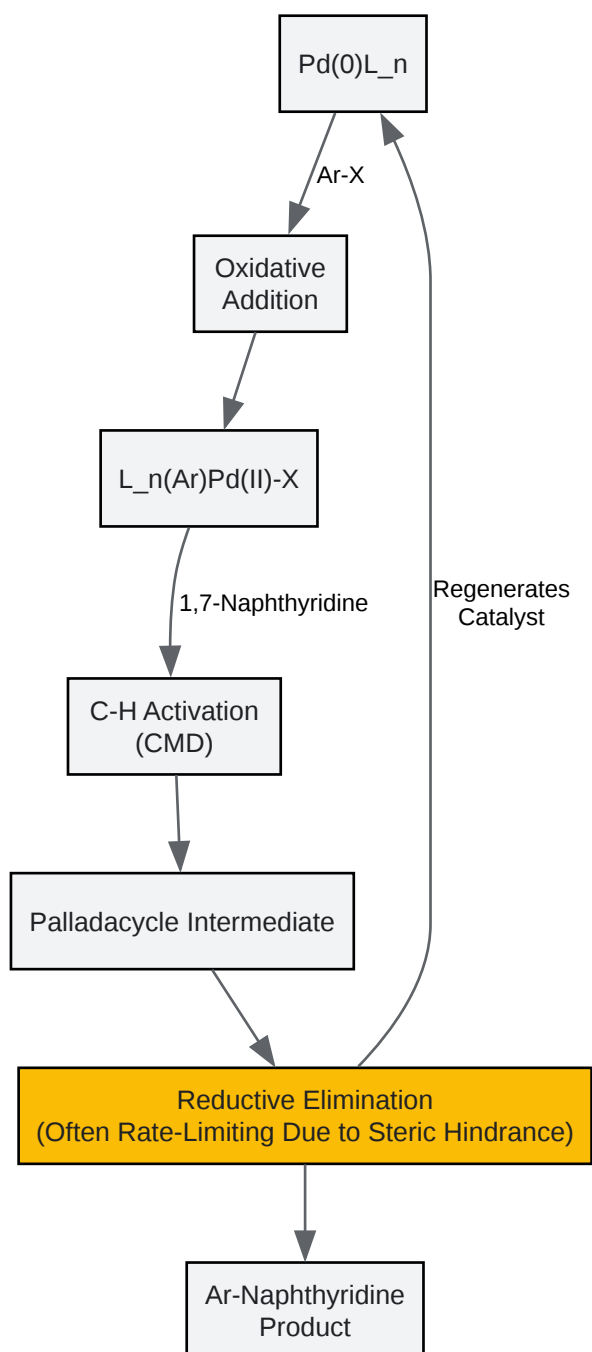 Pd(0)L_n
Ar-X
Oxidative
Addition
L_n(Ar)Pd(II)-X
1,7-Naphthyridine
Regenerates
Catalyst
C-H Activation
(CMD)
Palladacycle Intermediate
Reductive Elimination
(Often Rate-Limiting Due to Steric Hindrance)
Ar-Naphthyridine
Product